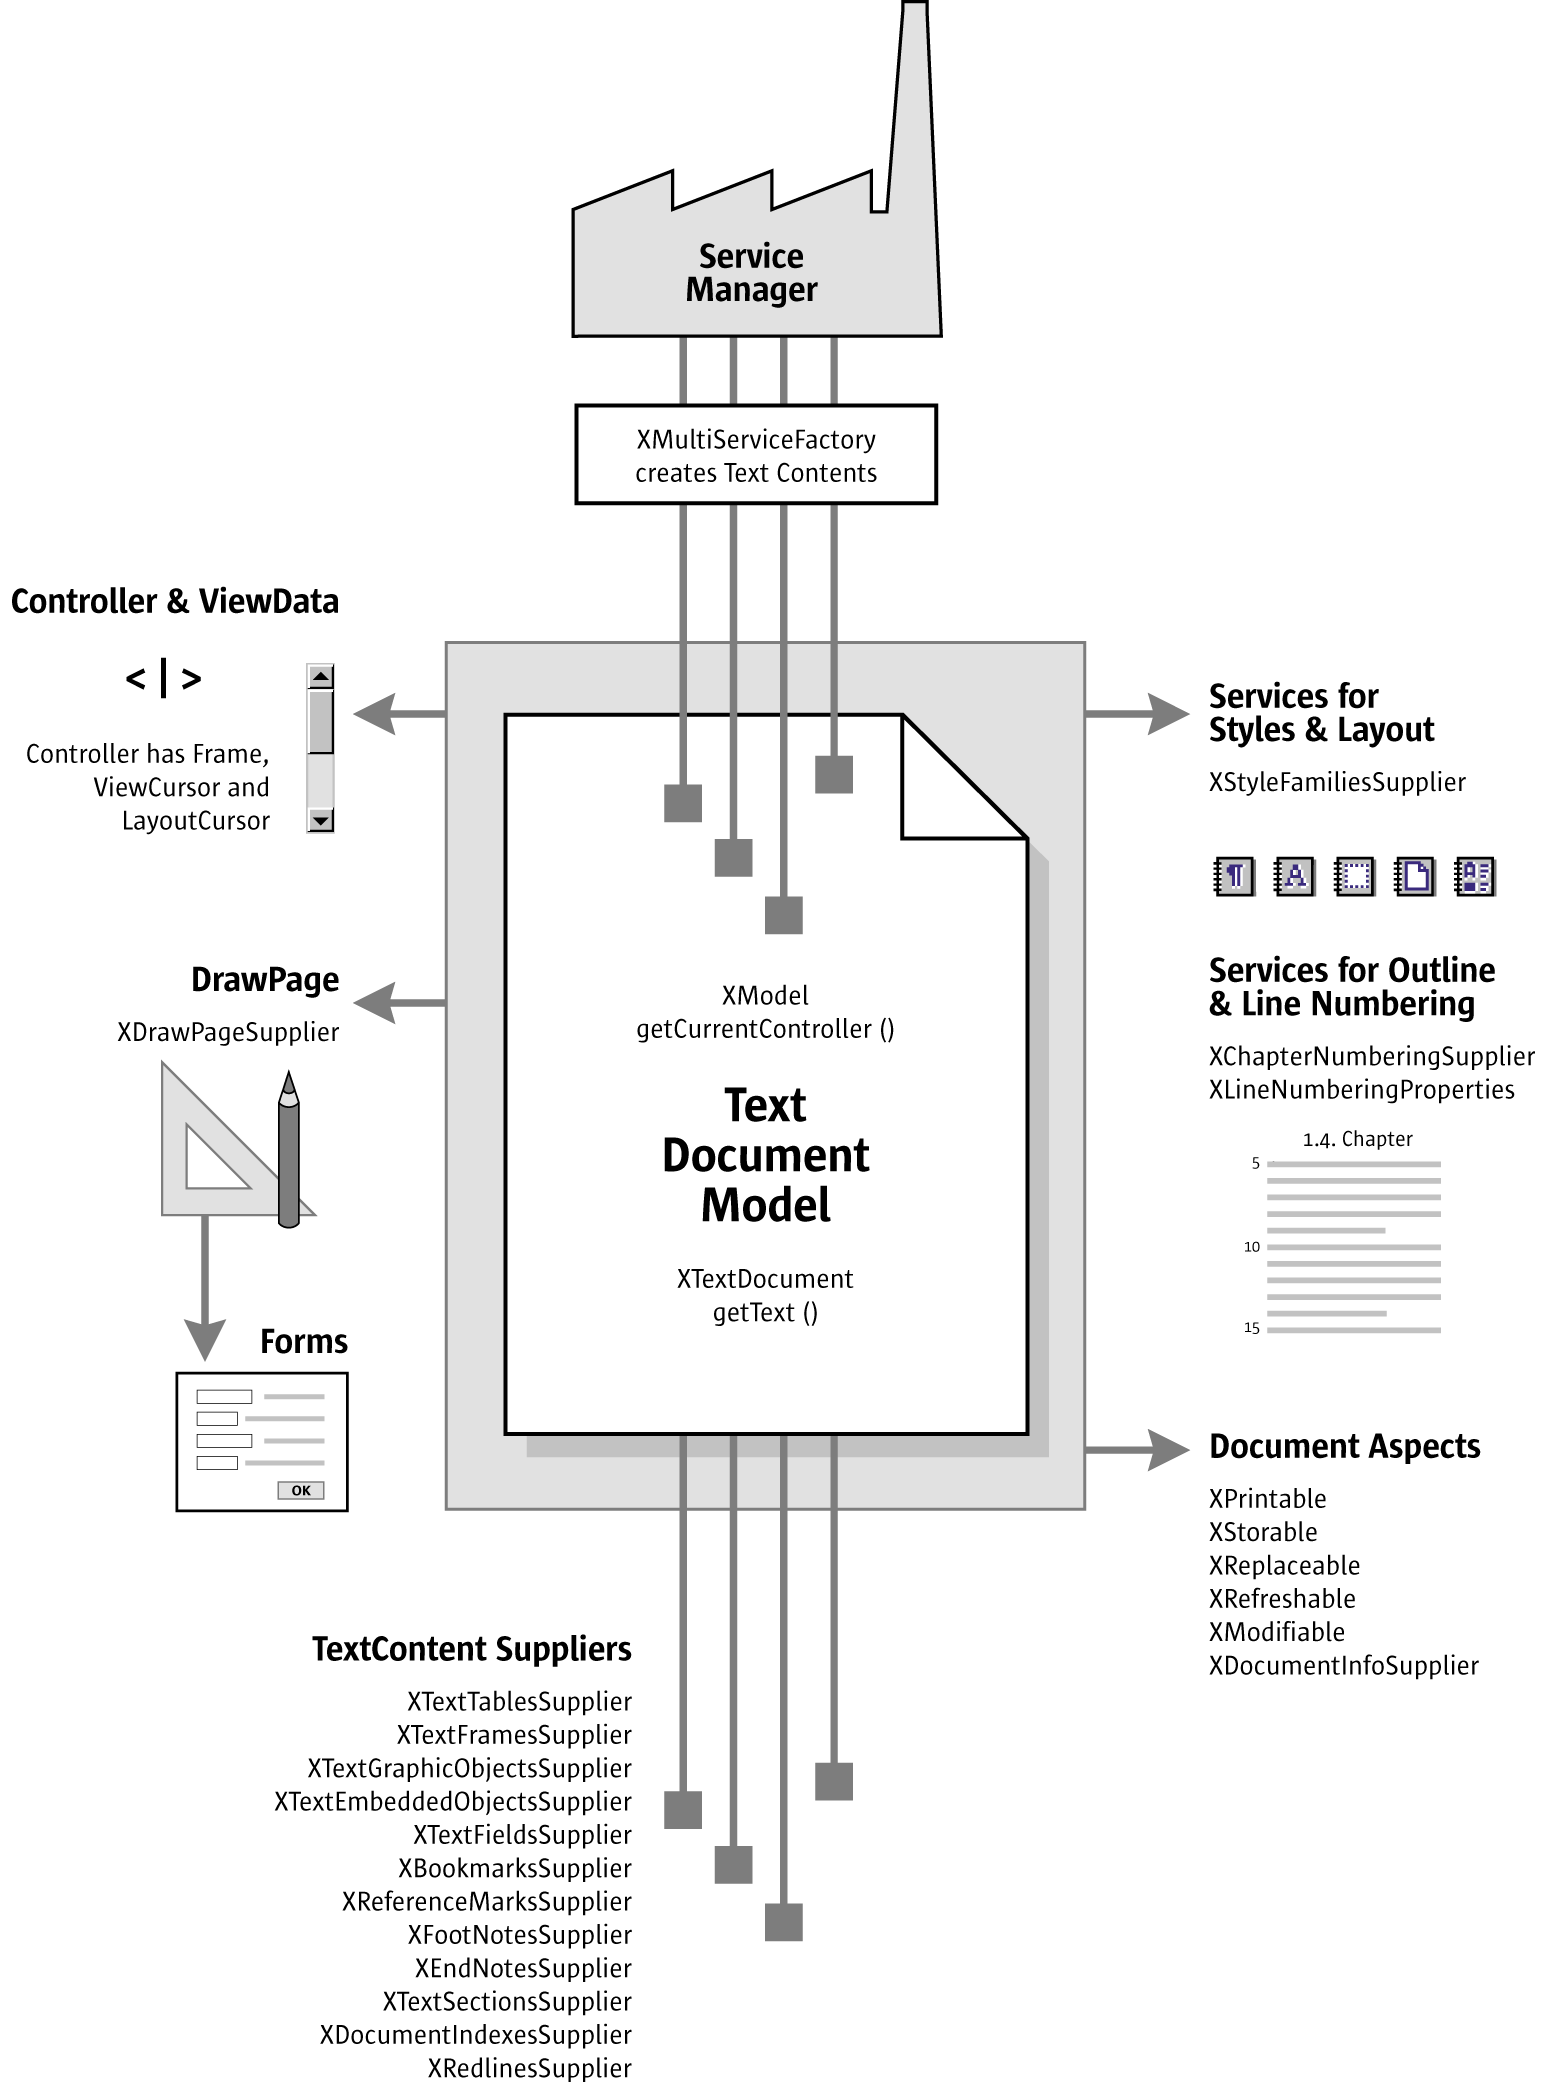 Service
Manager
XMultiServiceFactory
creates Text Contents
Controller & ViewData
< | >
Controller has Frame,
ViewCursor and
LayoutCursor
Services for
Styles & Layout
XStyleFamiliesSupplier
¶ A A
DrawPage
XDrawPageSupplier
Services for Outline
& Line Numbering
XChapterNumberingSupplier
XLineNumberingProperties
1.4. Chapter
5
10
15
XModel
getCurrentController ()
Text
Document
Model
XTextDocument
getText ()
Forms
OK
Document Aspects
XPrintable
XStorable
XReplaceable
XRefreshable
XModifiable
XDocumentInfoSupplier
TextContent Suppliers
XTextTablesSupplier
XTextFramesSupplier
XTextGraphicObjectsSupplier
XTextEmbeddedObjectsSupplier
XTextFieldsSupplier
XBookmarksSupplier
XReferenceMarksSupplier
XFootNotesSupplier
XEndNotesSupplier
XTextSectionsSupplier
XDocumentIndexesSupplier
XRedlinesSupplier